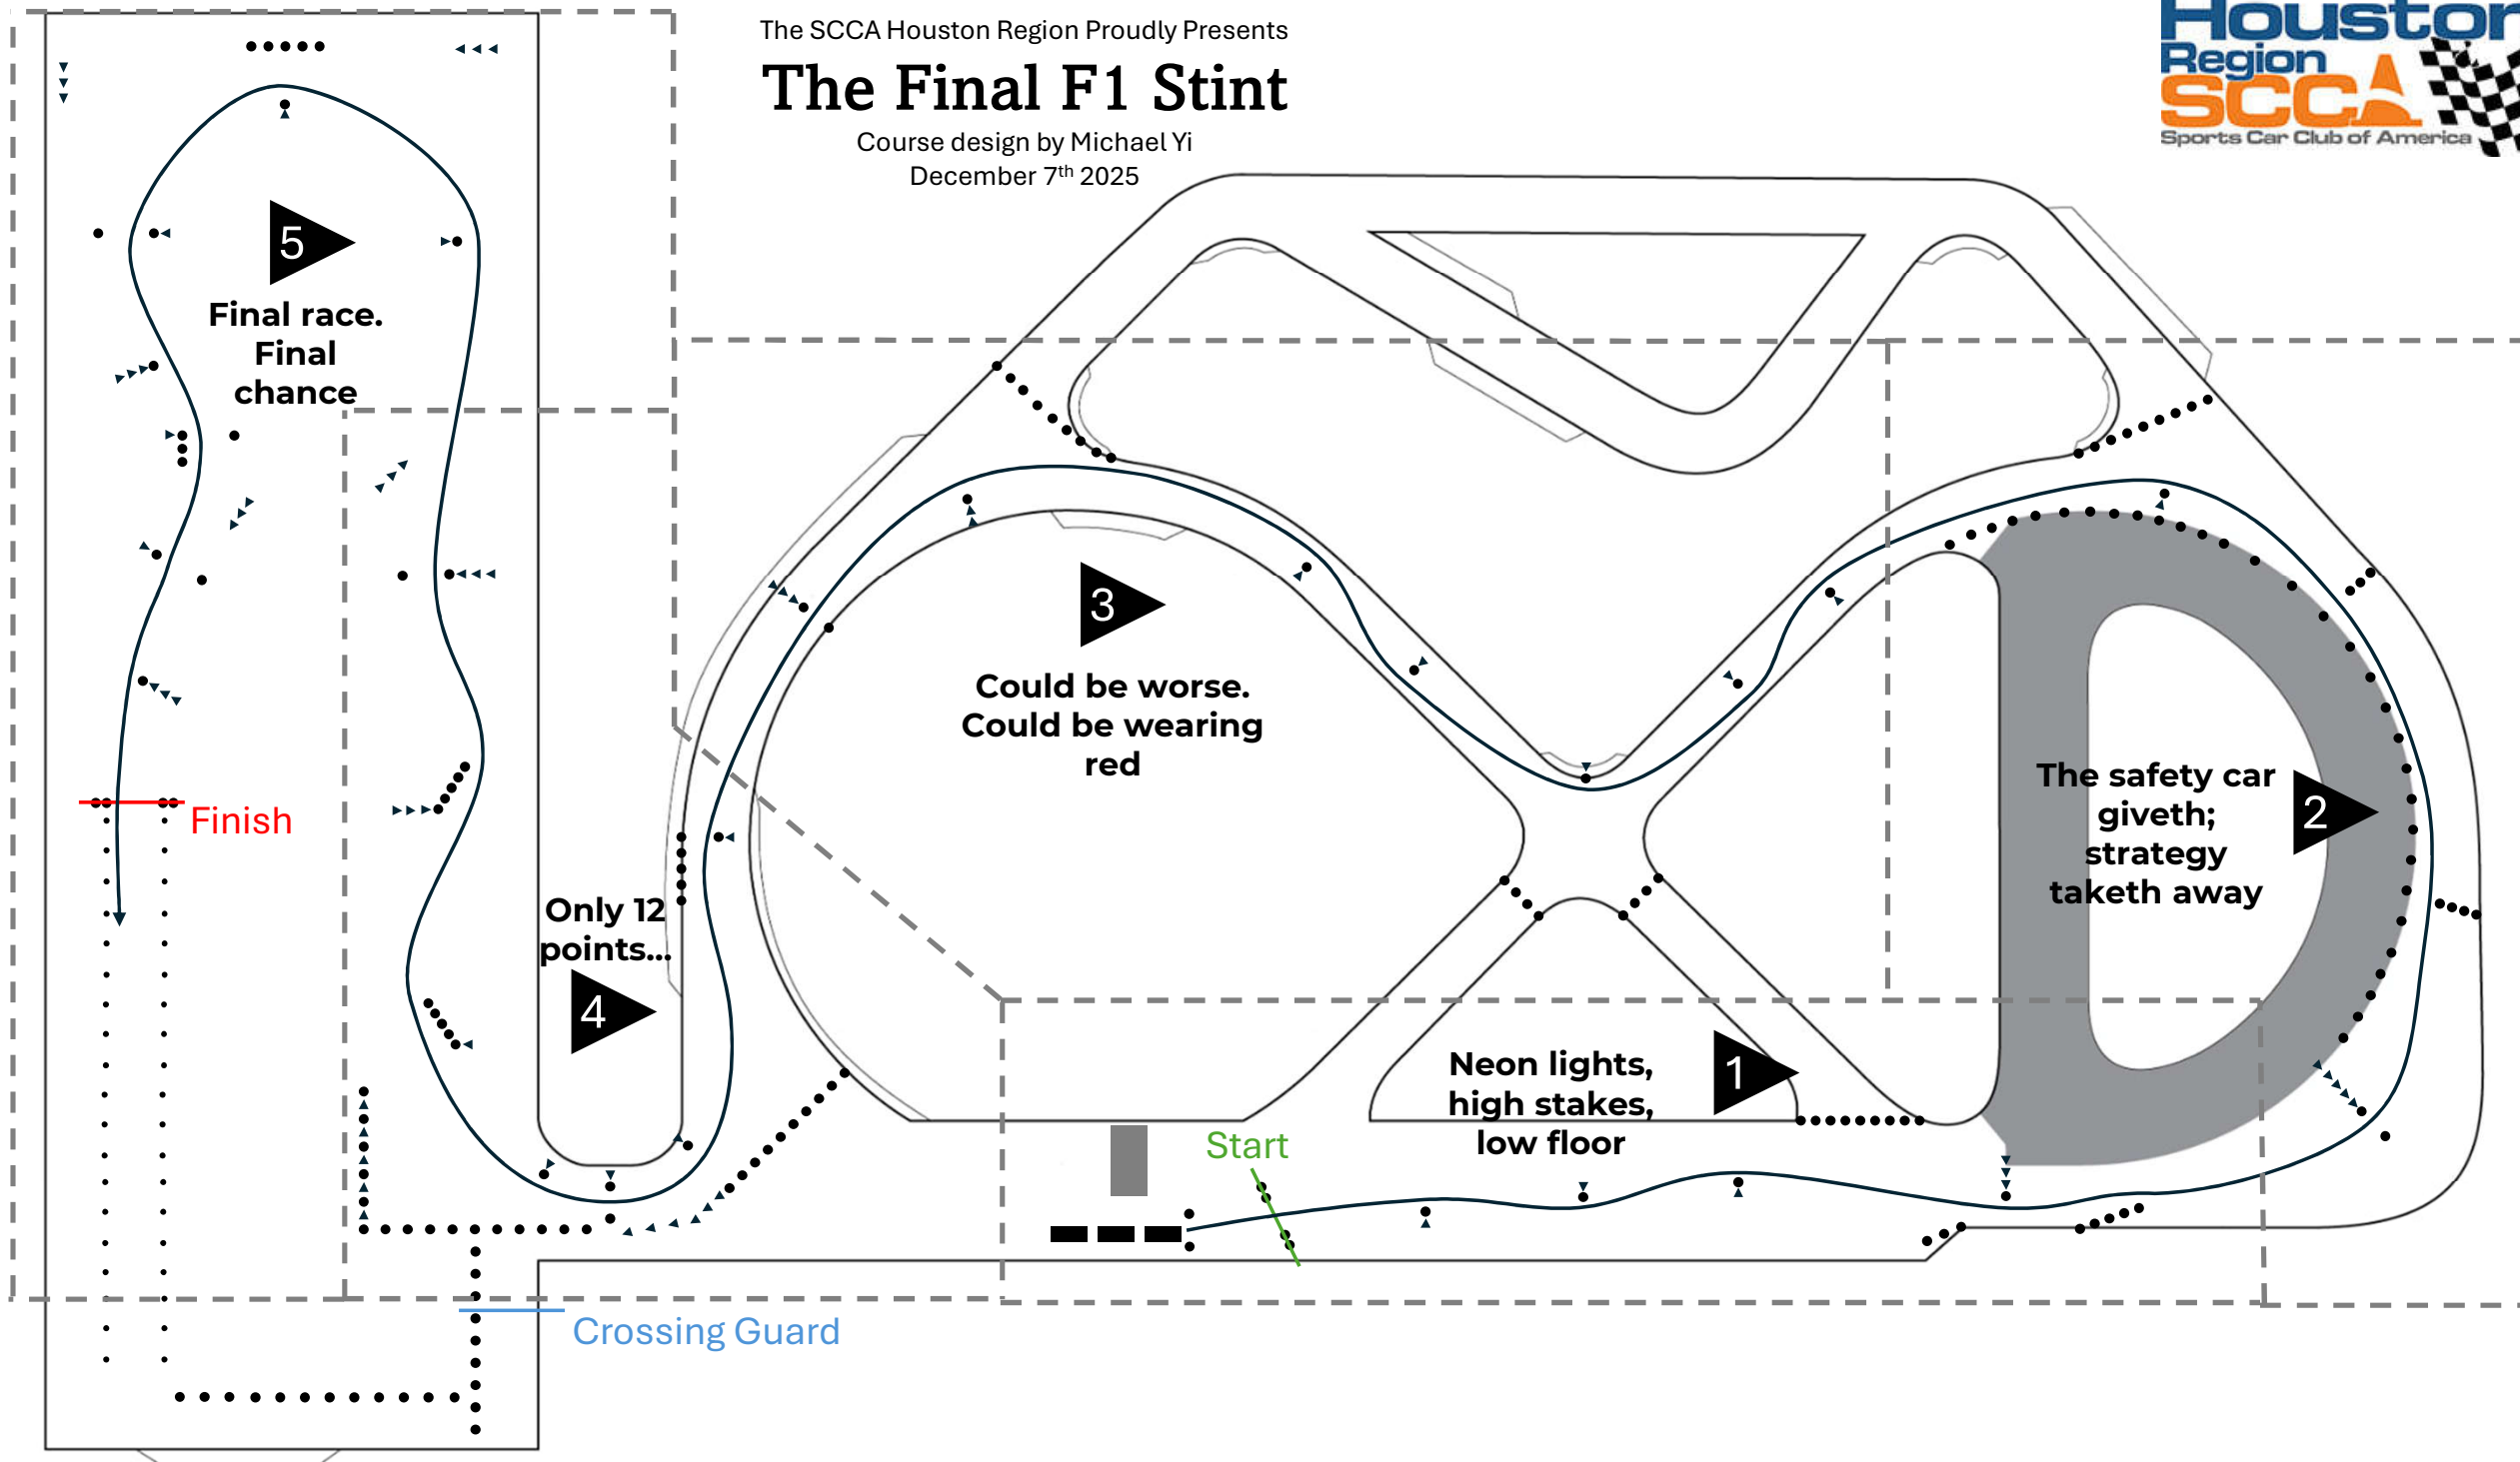 The SCCA Houston Region Proudly Presents
The Final F1 Stint
Course design by Michael Yi
December 7th 2025
Houston
Region
SCCA
Sports Car Club of America
5
Final race.
Final
chance
3
Could be worse.
Could be wearing
red
The safety car
giveth;
strategy
taketh away
2
Finish
Only 12
points...
4
Neon lights,
high stakes,
low floor
1
Start
Crossing Guard